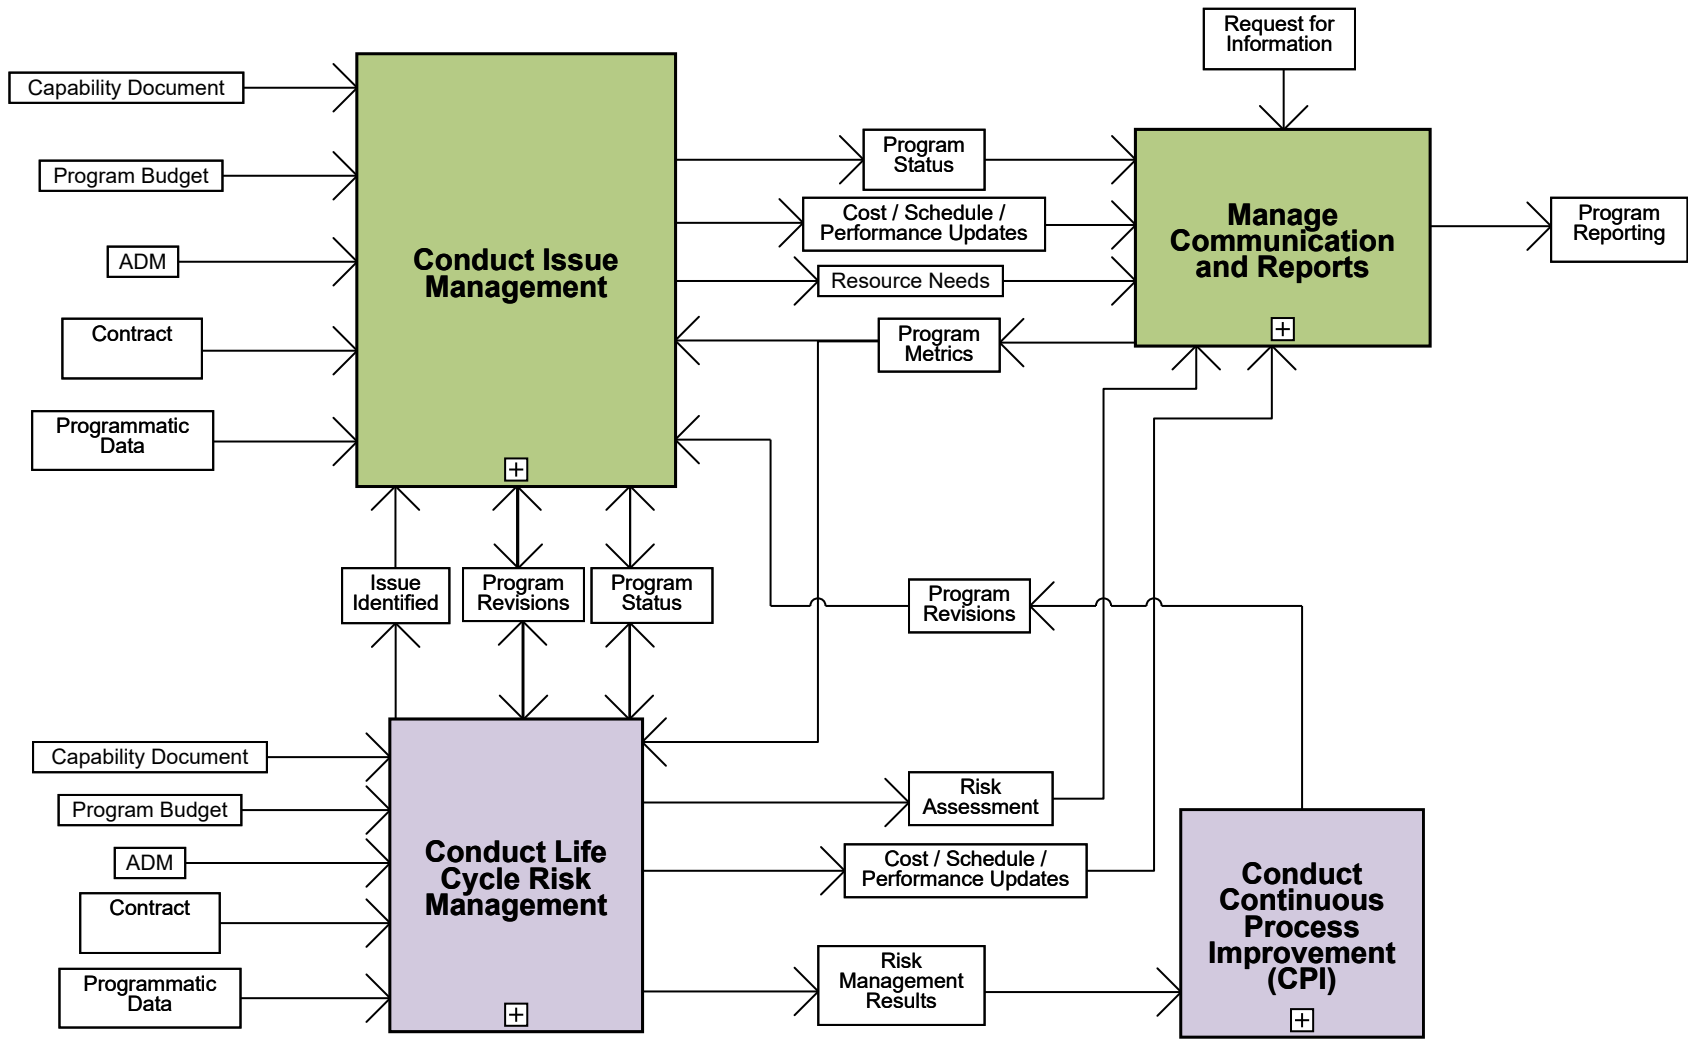 Request for
Information
Capability Document
Program Budget
ADM
Contract
Programmatic
Data
Conduct Issue
Management
Program
Status
Cost / Schedule /
Performance Updates
Resource Needs
Program
Metrics
Manage
Communication
and Reports
Program
Reporting
Issue
Identified
Program
Revisions
Program
Status
Program
Revisions
Capability Document
Program Budget
ADM
Contract
Programmatic
Data
Conduct Life
Cycle Risk
Management
Risk
Assessment
Cost / Schedule /
Performance Updates
Risk
Management
Results
Conduct
Continuous
Process
Improvement
(CPI)